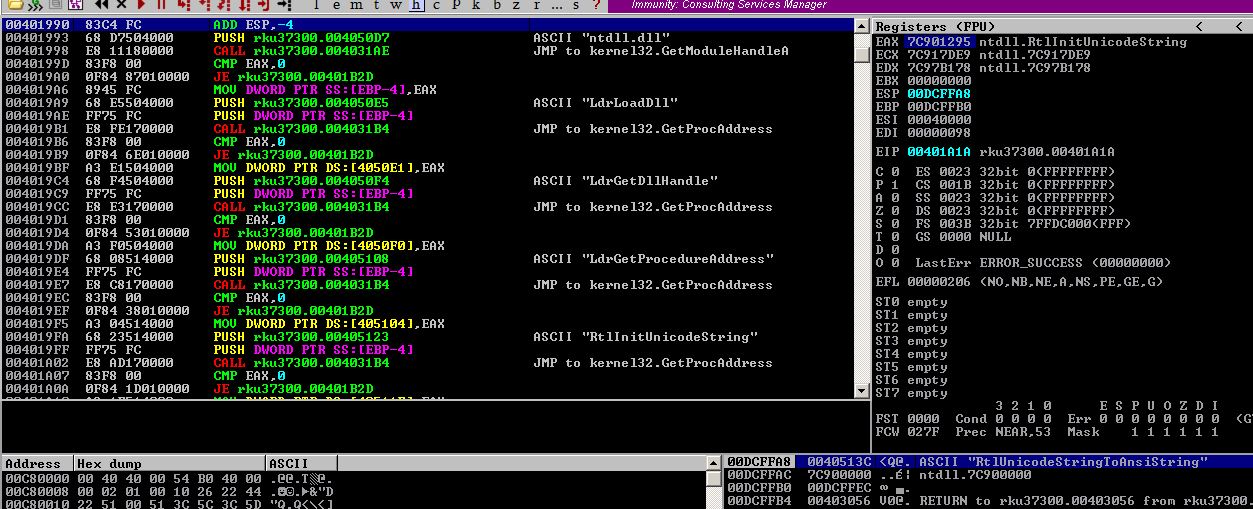 l e m t w h c P k b z r ... s ? Immunity: Consulting Services Manager
00401990 83C4 FC ADD ESP,-4
00401993 68 D7504000 PUSH rku37300.004050D7 ASCII "ntdll.dll"
00401998 E8 11180000 CALL rku37300.004031AE JMP to kernel32.GetModuleHandleA
0040199D 83F8 00 CMP EAX,0
004019A0 0F84 87010000 JE rku37300.00401B2D
004019A6 8945 FC MOV DWORD PTR SS:[EBP-4],EAX
004019A9 68 E5504000 PUSH rku37300.004050E5 ASCII "LdrLoadDll"
004019AE FF75 FC PUSH DWORD PTR SS:[EBP-4]
004019B1 E8 FE170000 CALL rku37300.004031B4 JMP to kernel32.GetProcAddress
004019B6 83F8 00 CMP EAX,0
004019B9 0F84 6E010000 JE rku37300.00401B2D
004019BF A3 E1504000 MOV DWORD PTR DS:[4050E1],EAX
004019C4 68 F4504000 PUSH rku37300.004050F4 ASCII "LdrGetDllHandle"
004019C9 FF75 FC PUSH DWORD PTR SS:[EBP-4]
004019CC E8 E3170000 CALL rku37300.004031B4 JMP to kernel32.GetProcAddress
004019D1 83F8 00 CMP EAX,0
004019D4 0F84 53010000 JE rku37300.00401B2D
004019DA A3 F0504000 MOV DWORD PTR DS:[4050F0],EAX
004019DF 68 08514000 PUSH rku37300.00405108 ASCII "LdrGetProcedureAddress"
004019E4 FF75 FC PUSH DWORD PTR SS:[EBP-4]
004019E7 E8 C8170000 CALL rku37300.004031B4 JMP to kernel32.GetProcAddress
004019EC 83F8 00 CMP EAX,0
004019EF 0F84 38010000 JE rku37300.00401B2D
004019F5 A3 04514000 MOV DWORD PTR DS:[405104],EAX
004019FA 68 23514000 PUSH rku37300.00405123 ASCII "RtlInitUnicodeString"
004019FF FF75 FC PUSH DWORD PTR SS:[EBP-4]
00401A02 E8 AD170000 CALL rku37300.004031B4 JMP to kernel32.GetProcAddress
00401A07 83F8 00 CMP EAX,0
00401A0A 0F84 1D010000 JE rku37300.00401B2D
Registers (FPU) < <
EAX 7C901295 ntdll.RtlInitUnicodeString
ECX 7C917DE9 ntdll.7C917DE9
EDX 7C97B178 ntdll.7C97B178
EBX 00000000
ESP 00DCFFA8
EBP 00DCFFB0
ESI 00040000
EDI 00000098
EIP 00401A1A rku37300.00401A1A
C 0 ES 0023 32bit 0(FFFFFFFF)
P 1 CS 001B 32bit 0(FFFFFFFF)
A 0 SS 0023 32bit 0(FFFFFFFF)
Z 0 DS 0023 32bit 0(FFFFFFFF)
S 0 FS 003B 32bit 7FFDC000(FFF)
T 0 GS 0000 NULL
D 0
O 0 LastErr ERROR_SUCCESS (00000000)
EFL 00000206 (NO,NB,NE,A,NS,PE,GE,G)
ST0 empty
ST1 empty
ST2 empty
ST3 empty
ST4 empty
ST5 empty
ST6 empty
ST7 empty
3 2 1 0 E S P U O Z D I
FST 0000 Cond 0 0 0 0 Err 0 0 0 0 0 0 0 0 (G
FCW 027F Prec NEAR,53 Mask 1 1 1 1 1 1
Address Hex dump ASCII
00C80000 00 40 40 00 54 B0 40 00
00C80008 00 02 01 00 10 26 22 44
00C80010 22 51 00 51 3C 5C 3C 5D "Q.Q<\<]
00DCFFA8 0040513C <Q@. ASCII "RtlUnicodeStringToAnsiString"
00DCFFAC 7C900000 ntdll.7C900000
00DCFFB0 00DCFFEC
00DCFFB4 00403056 V0@. RETURN to rku37300.00403056 from rku37300.